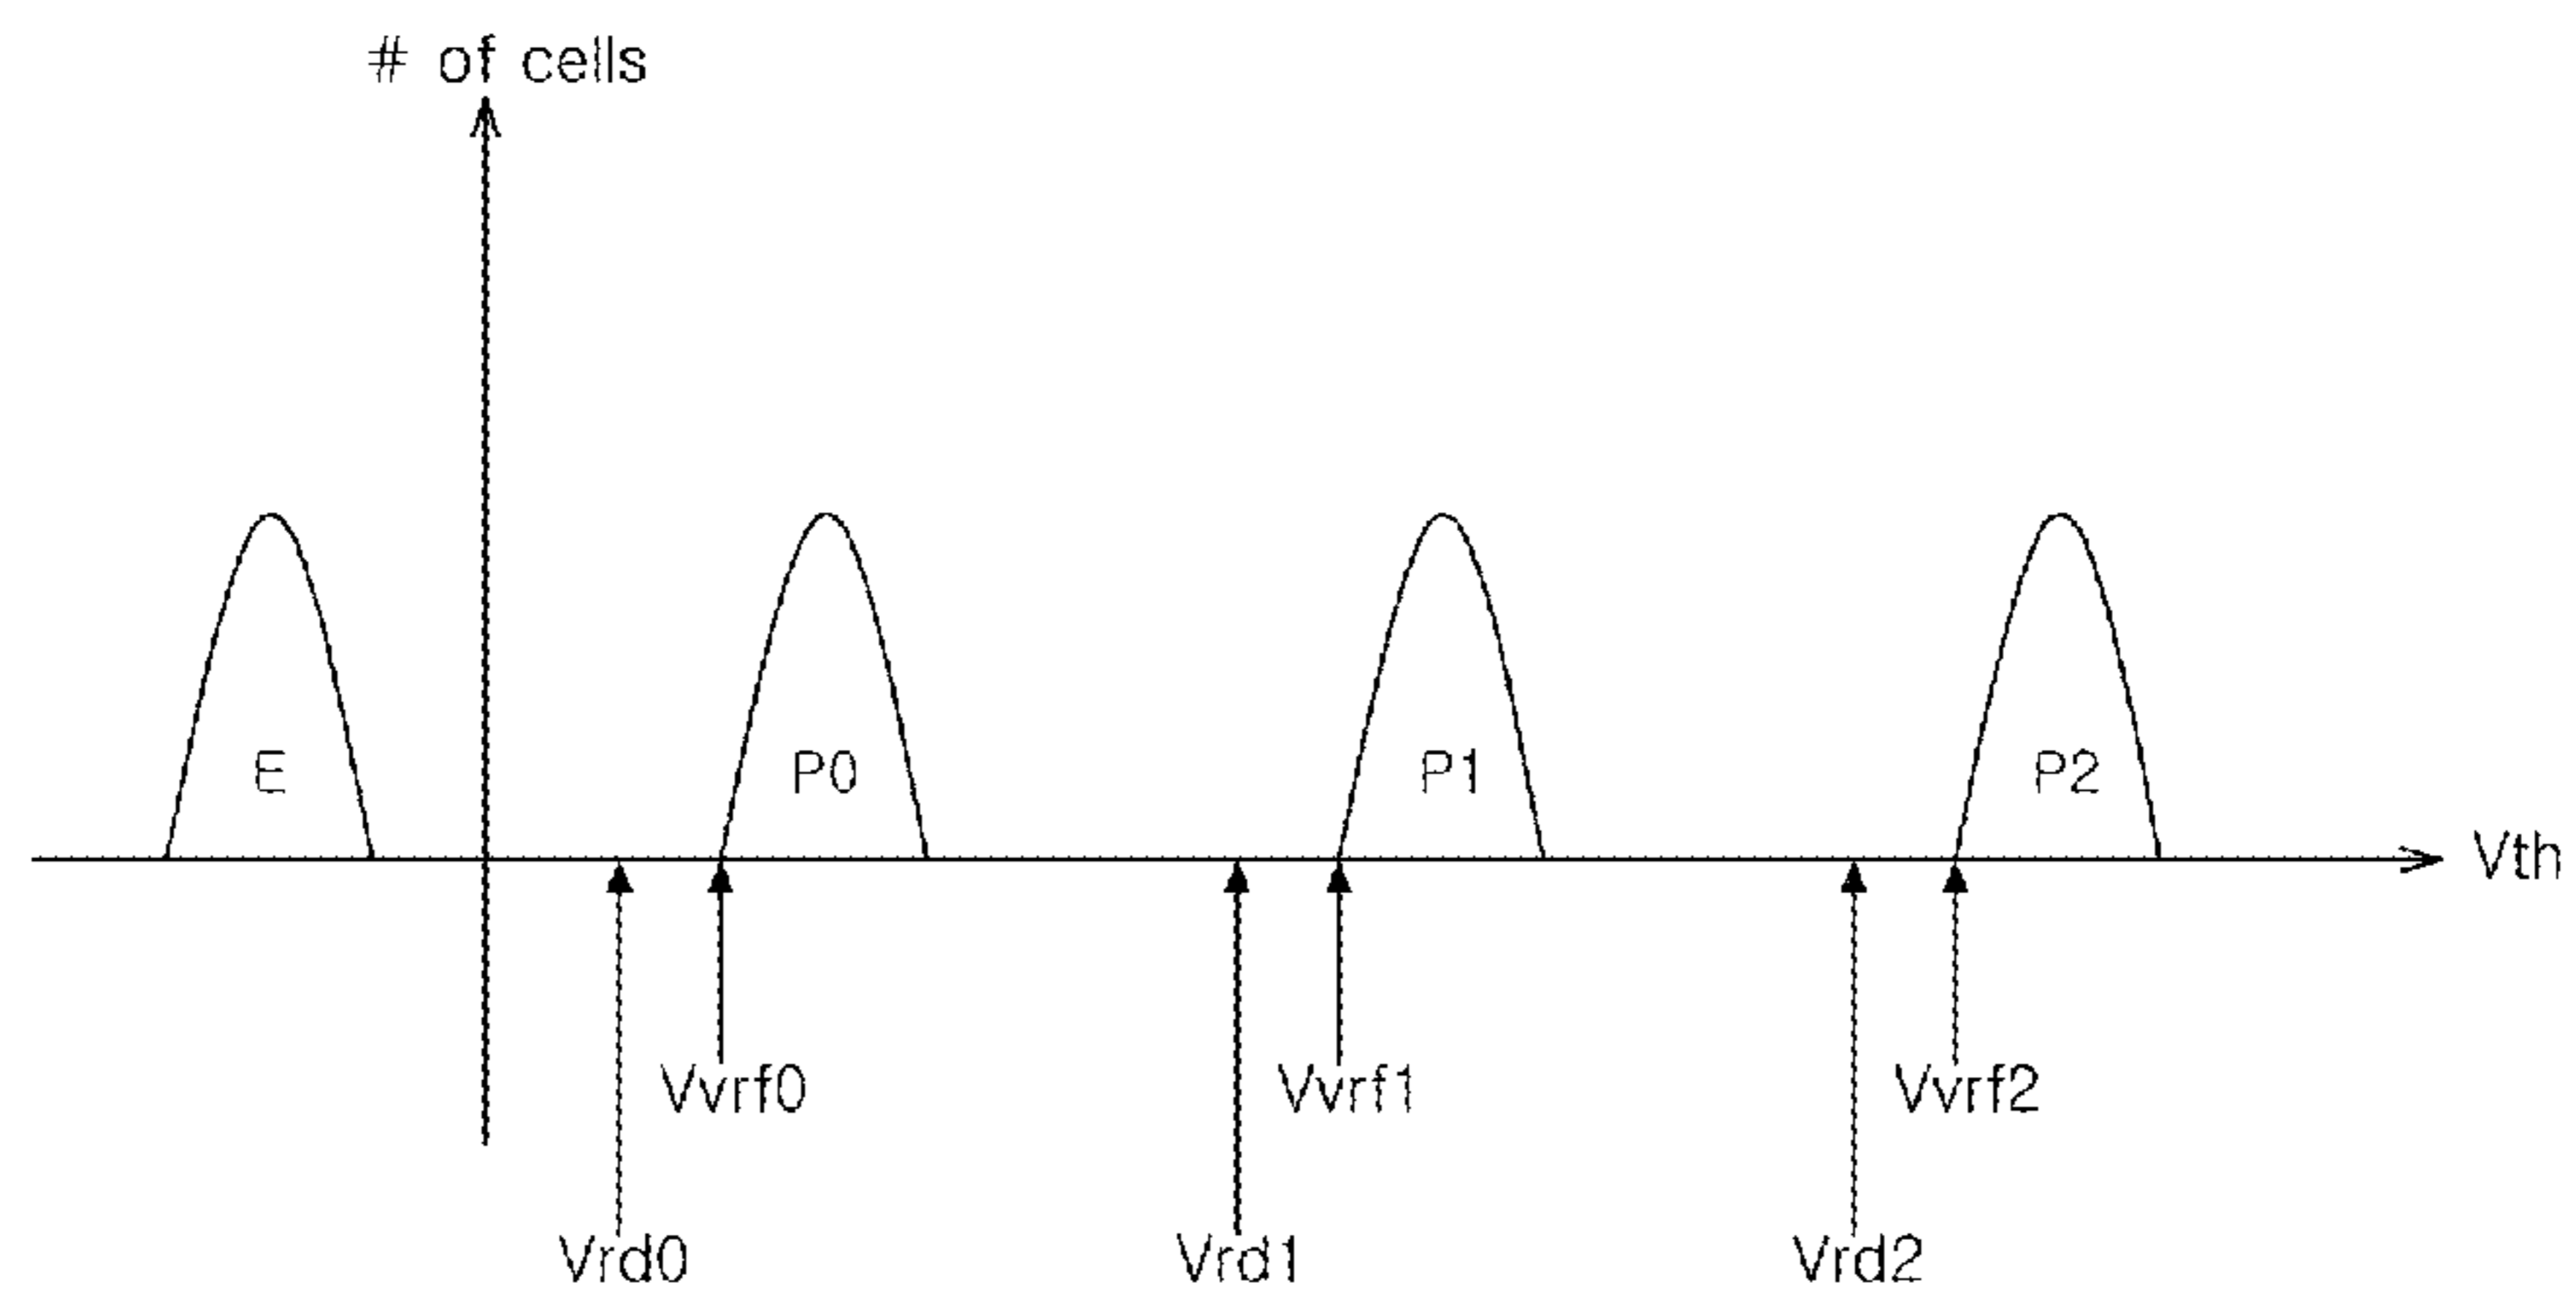 # of cells
E
P0
P1
P2
Vth
Vvrf0
Vvrf1
Vvrf2
Vrd0
Vrd1
Vrd2